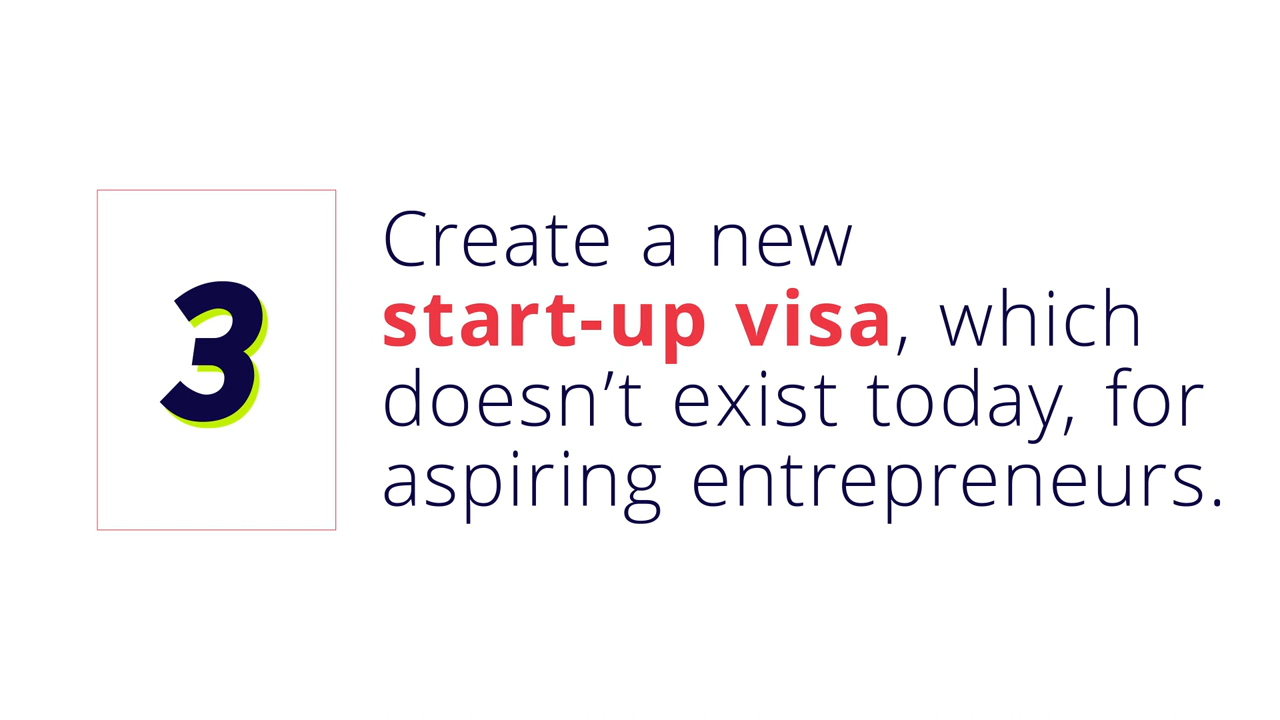 3
Create a new
start-up visa, which
doesn’t exist today, for
aspiring entrepreneurs.